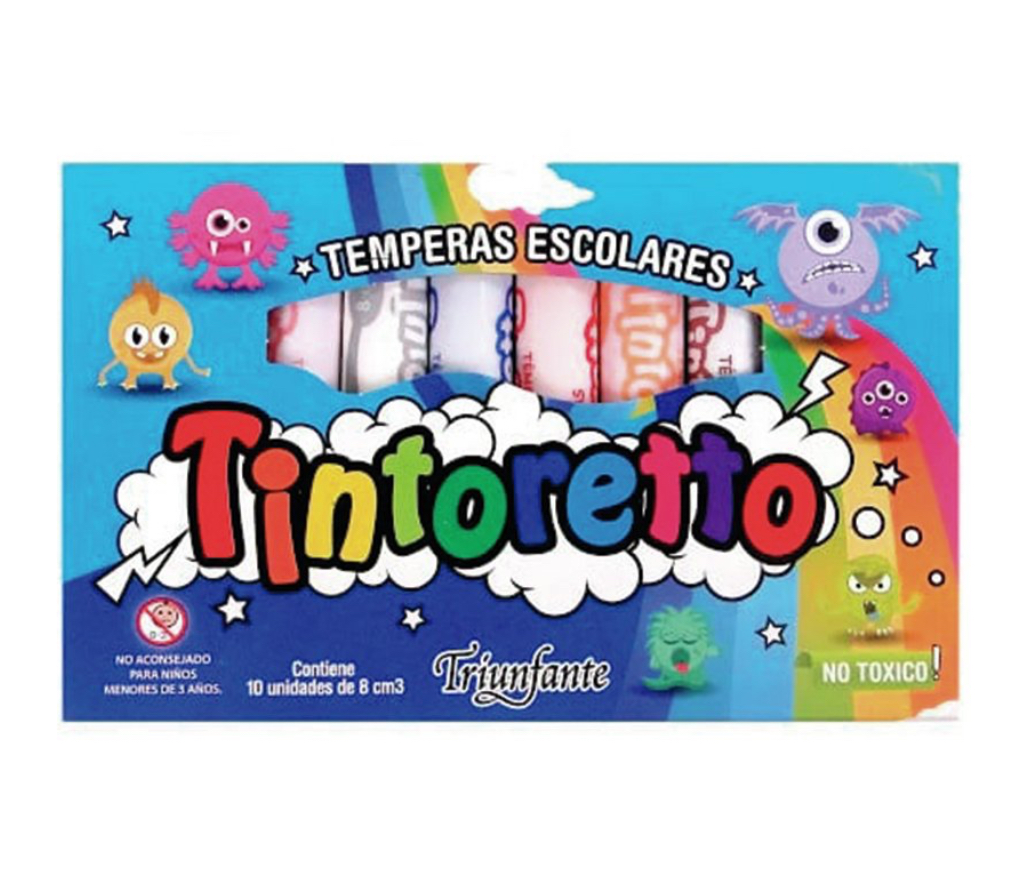 TEMPERAS ESCOLARES
Tintoretto
NO ACONSEJADO
PARA NIÑOS
MENORES DE 3 AÑOS.
Contiene
10 unidades de 8 cm3
Triunfante
NO TOXICO!